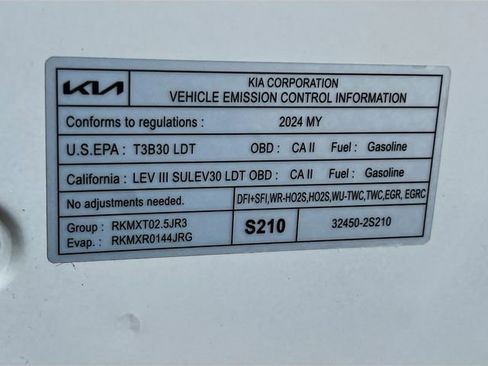 KIA
KIA CORPORATION
VEHICLE EMISSION CONTROL INFORMATION
Conforms to regulations : 2024 MY
U.S.EPA : T3B30 LDT OBD : CA II Fuel : Gasoline
California : LEV III SULEV30 LDT OBD : CA II Fuel : Gasoline
No adjustments needed. DFI+SFI,WR-HO2S,HO2S,WU-TWC,TWC,EGR, EGRC
Group : RKMXT02.5JR3
Evap. : RKMXR0144JRG
S210
32450-2S210